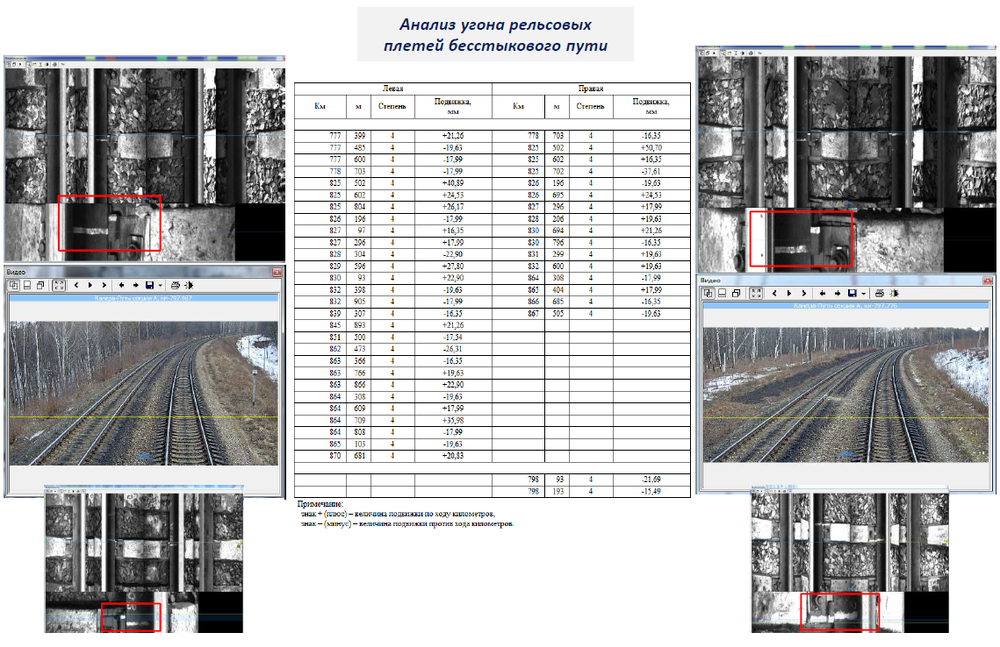 Анализ угона рельсовых
плетей бесстыкового пути
Левая Правая
Км м Степень Подвижка, мм Км м Степень Подвижка, мм
777 399 4 +21,26 778 703 4 -16,35
777 485 4 -19,63 825 502 4 +50,70
777 600 4 -17,99 825 602 4 +16,35
778 703 4 -17,99 825 702 4 -37,61
825 502 4 +40,89 826 196 4 -19,63
825 602 4 +24,53 826 695 4 +24,53
825 804 4 +26,17 827 296 4 +17,99
826 196 4 -17,99 828 206 4 +19,63
827 97 4 +16,35 830 694 4 +21,26
827 296 4 +17,99 830 796 4 -16,35
828 304 4 -22,90 831 299 4 +19,63
829 596 4 +27,80 832 600 4 +19,63
830 93 4 +22,90 864 308 4 -17,99
832 398 4 -19,63 865 404 4 +17,99
832 905 4 -17,99 866 685 4 -16,35
839 307 4 -16,35 867 505 4 -19,63
845 893 4 +21,26
851 500 4 -17,54
862 473 4 -26,31
863 366 4 -16,35
863 766 4 +19,63
863 866 4 +22,90
864 308 4 -19,63
864 609 4 +17,99
864 709 4 +35,98
864 808 4 -17,99
865 103 4 -19,63
870 681 4 +20,83
798 93 4 -21,69
798 193 4 -15,49
Примечание:
знак + (плюс) – величина подвижки по ходу километров,
знак – (минус) – величина подвижки против хода километров.
Видео
Камера-Путь секция А, км-797,987
Видео
Камера-Путь секция А, км-797,776